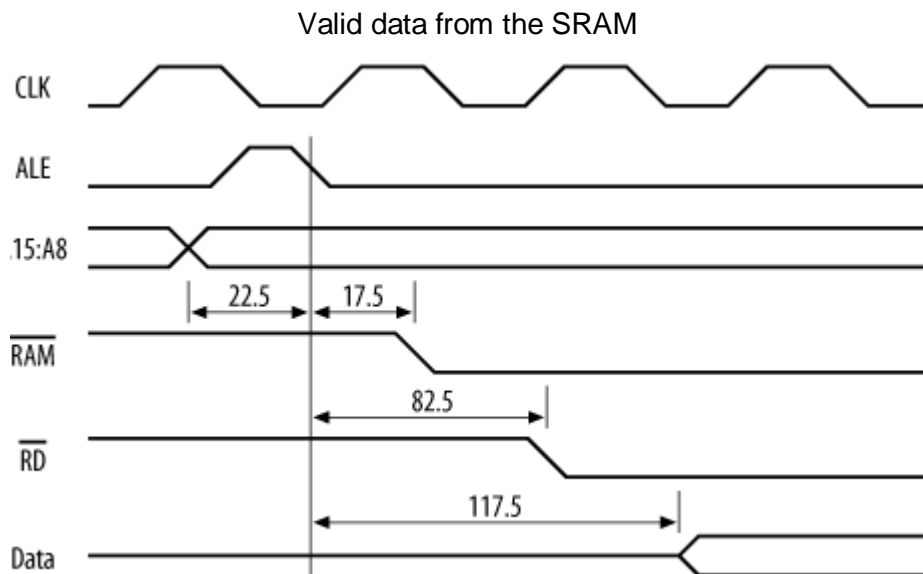 Valid data from the SRAM
CLK
ALE
.15:A8
22.5 17.5
RAM
82.5
RD
117.5
Data